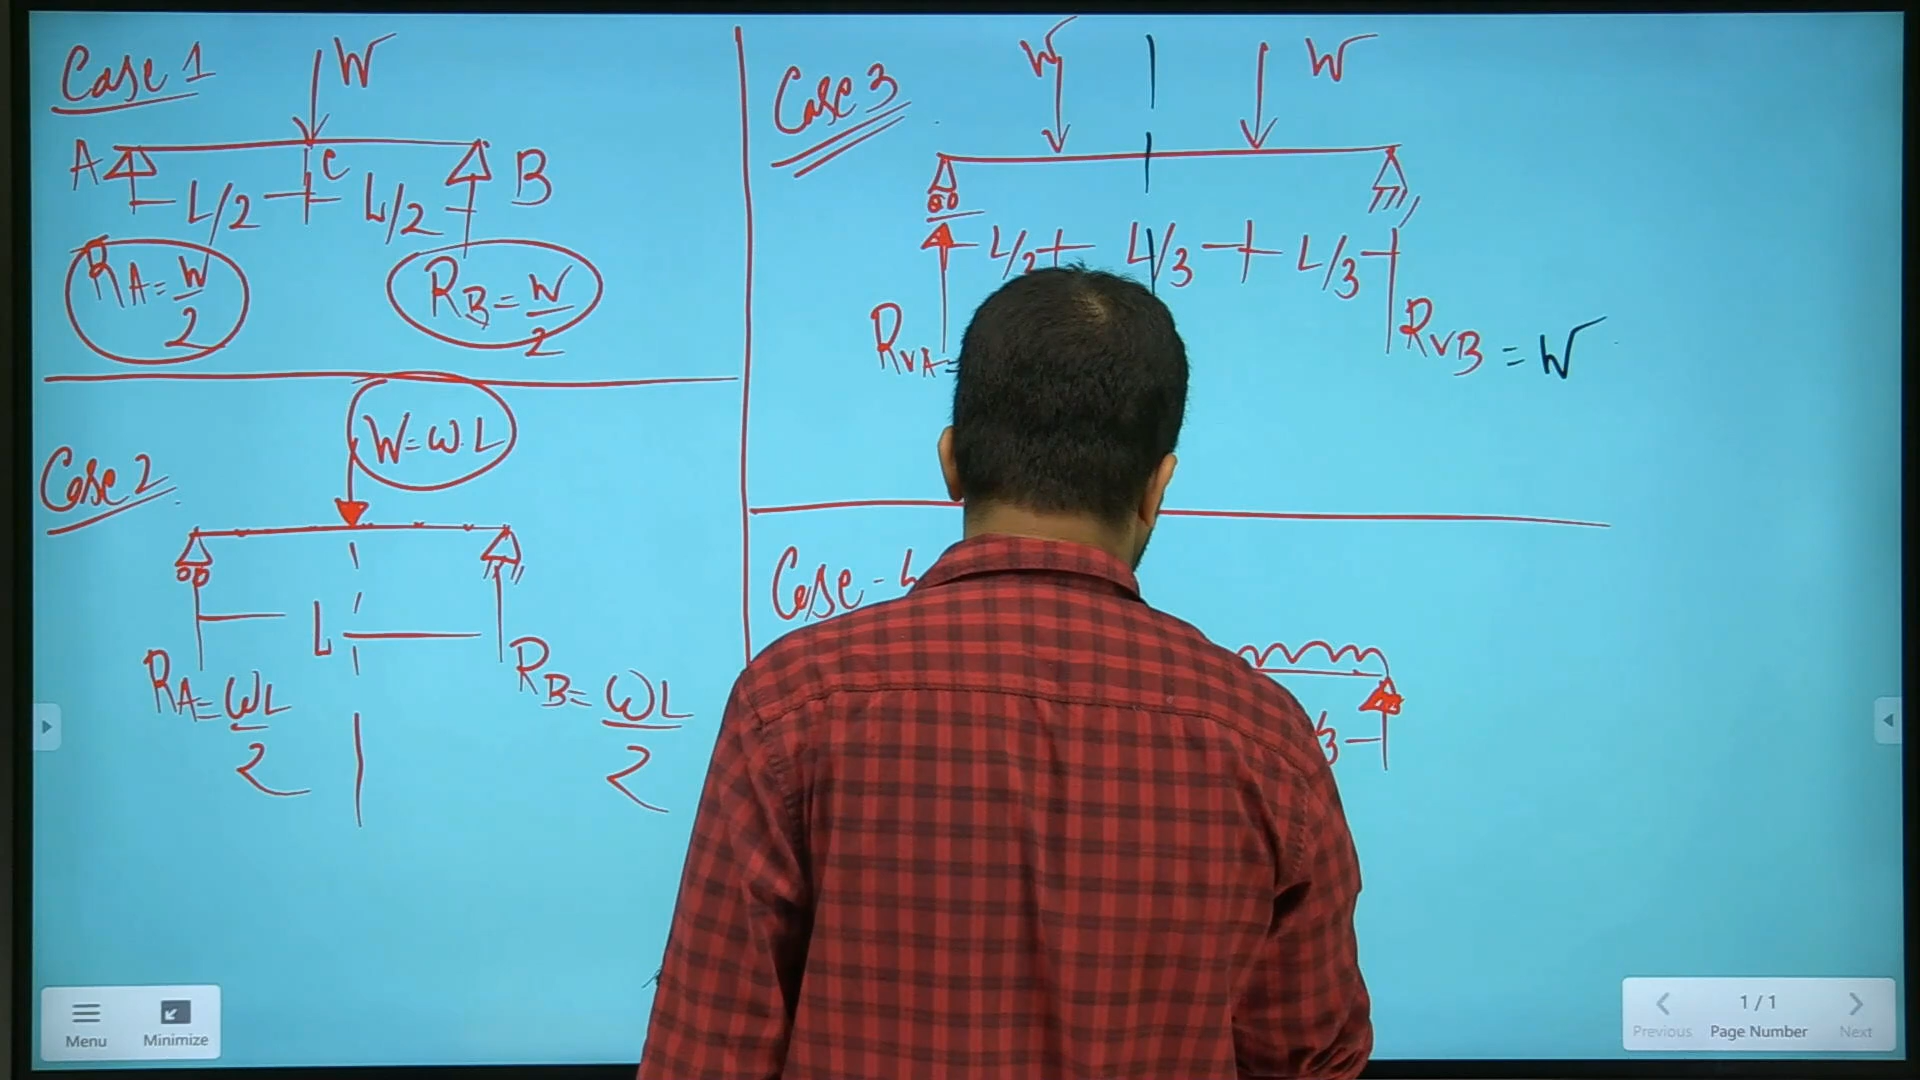 Case 1
W
A
C
B
L/2
L/2
RA = W/2
RB = W/2
Case 2
W = ω.L
L
RA = ωL/2
RB = ωL/2
Case 3
W
W
L/3
L/3
RVA =
RVB = W
Case -
Menu
Minimize
1 / 1
Previous
Page Number
Next